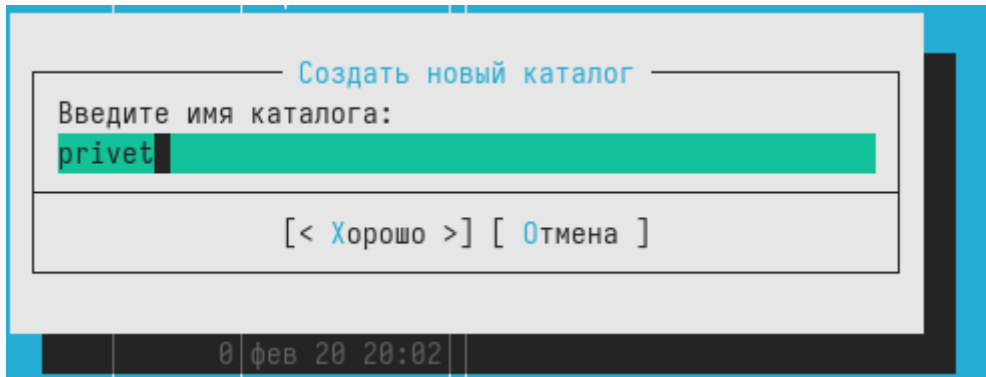 Создать новый каталог
Введите имя каталога:
privet
[< Хорошо >] [ Отмена ]
0 фев 20 20:02